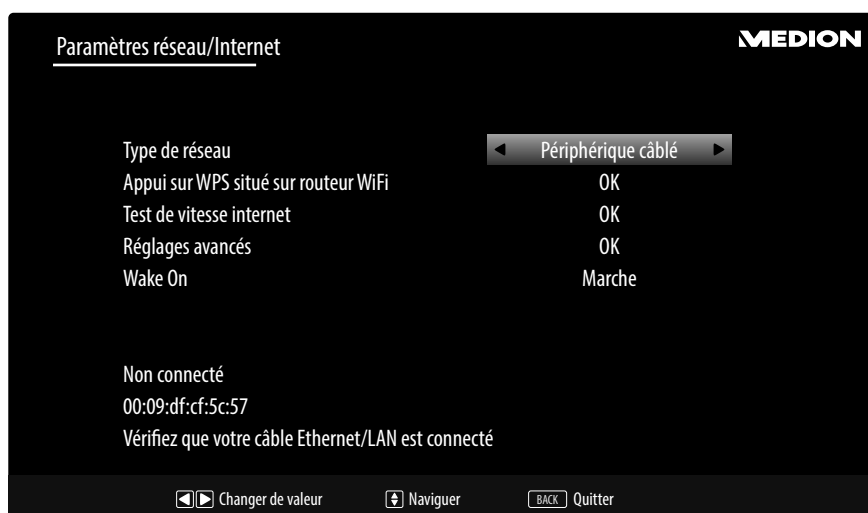 Paramètres réseau/Internet
MEDION
Type de réseau Périphérique câblé
Appui sur WPS situé sur routeur WiFi OK
Test de vitesse internet OK
Réglages avancés OK
Wake On Marche
Non connecté
00:09:df:cf:5c:57
Vérifiez que votre câble Ethernet/LAN est connecté
Changer de valeur Naviguer BACK Quitter